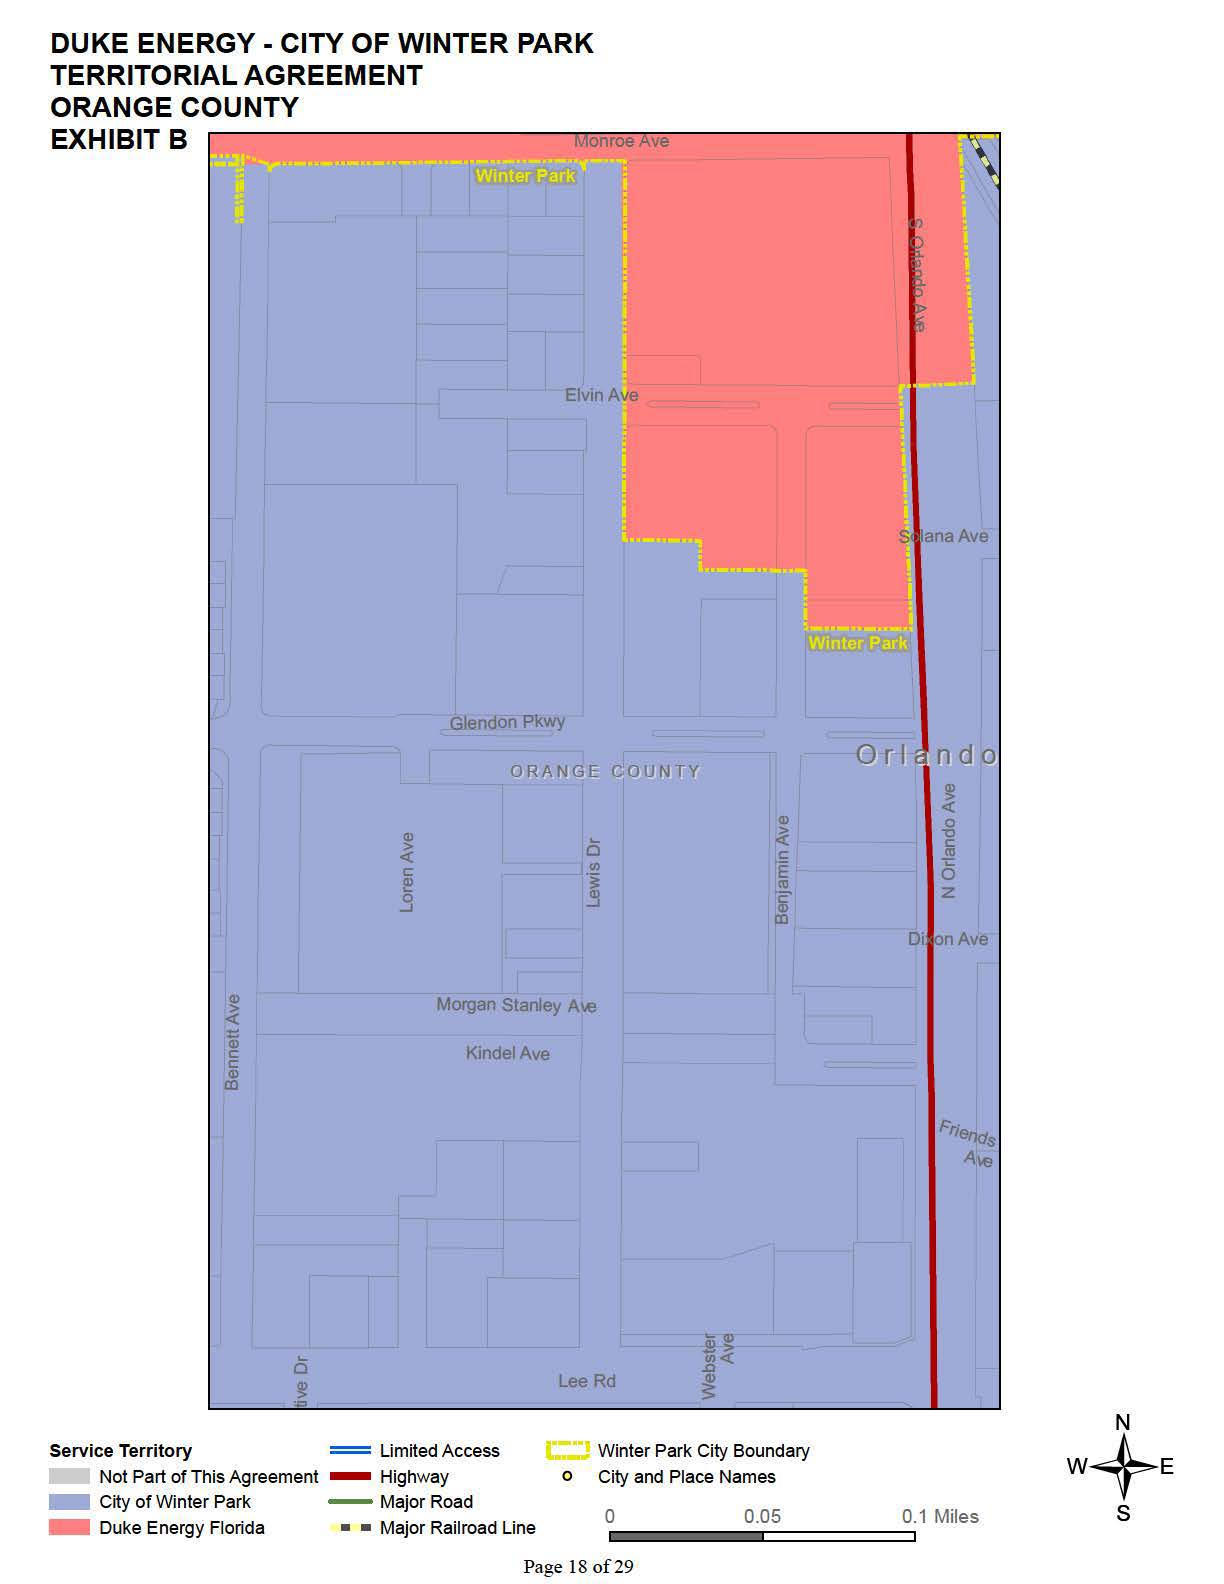 DUKE ENERGY - CITY OF WINTER PARK
TERRITORIAL AGREEMENT
ORANGE COUNTY
EXHIBIT B
Monroe Ave
Winter Park
S Orlando Ave
Elvin Ave
Solana Ave
Winter Park
Glendon Pkwy
Orlando
ORANGE COUNTY
N Orlando Ave
Loren Ave
Lewis Dr
Benjamin Ave
Dixon Ave
Bennett Ave
Morgan Stanley Ave
Kindel Ave
Friends
Ave
Webster
Ave
tive Dr
Lee Rd
Service Territory
Not Part of This Agreement
City of Winter Park
Duke Energy Florida
Limited Access
Highway
Major Road
Major Railroad Line
Winter Park City Boundary
City and Place Names
0 0.05 0.1 Miles
N
W E
S
Page 18 of 29